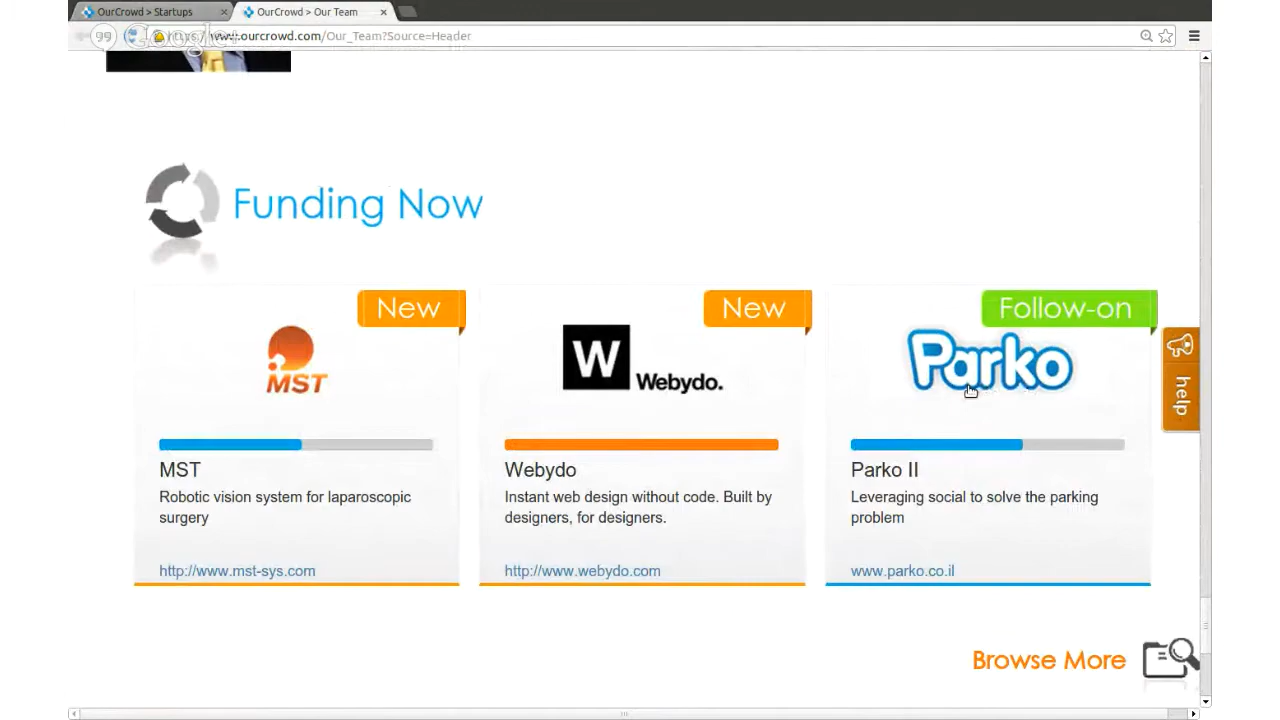 OurCrowd > Startups
OurCrowd > Our Team
99
Google+
https://www.ourcrowd.com/Our_Team?Source=Header
Funding Now
New
New
Follow-on
MST
W Webydo.
Parko
help
MST
Robotic vision system for laparoscopic
surgery
http://www.mst-sys.com
Webydo
Instant web design without code. Built by
designers, for designers.
http://www.webydo.com
Parko II
Leveraging social to solve the parking
problem
www.parko.co.il
Browse More